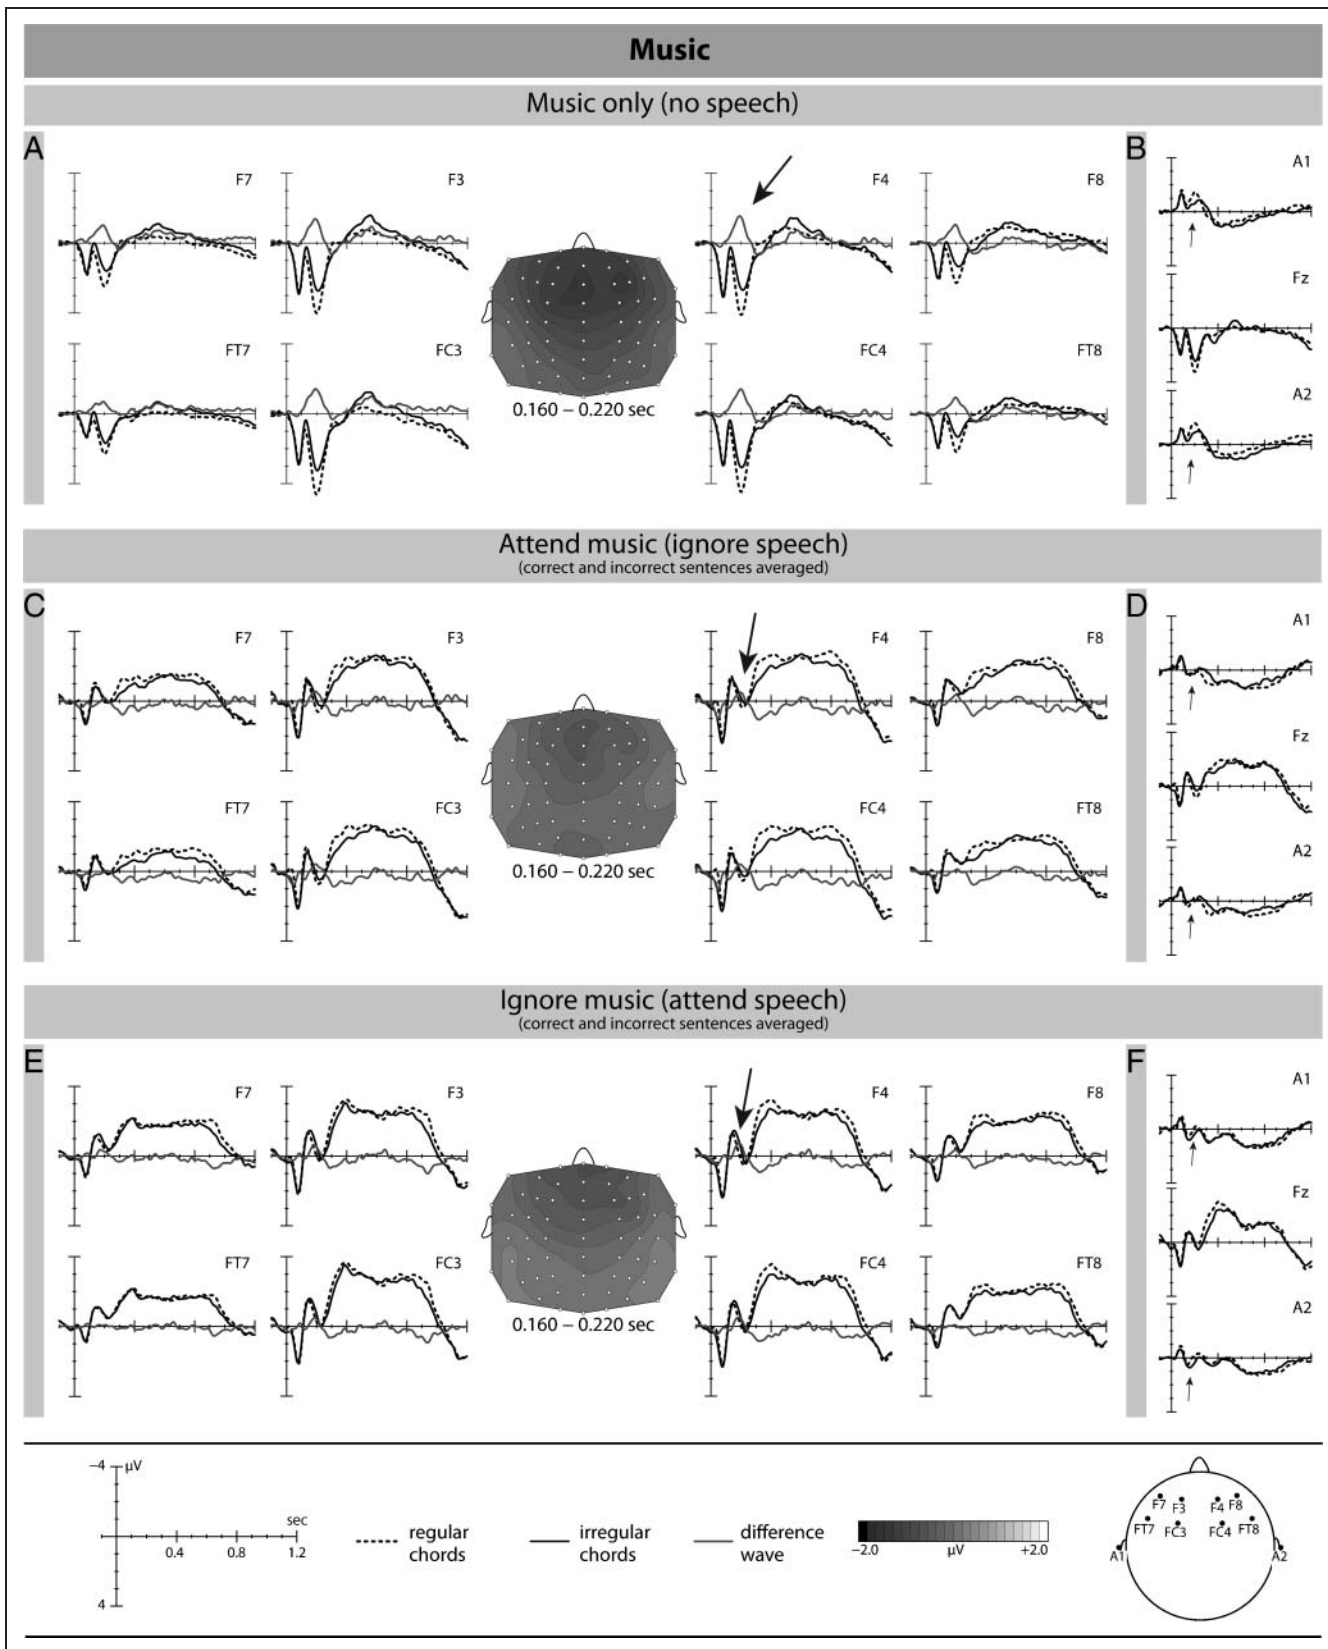 Music
Music only (no speech)
A
F7
F3
F4
F8
FT7
FC3
FC4
FT8
0.160 – 0.220 sec
B
A1
Fz
A2
Attend music (ignore speech)
(correct and incorrect sentences averaged)
C
F7
F3
F4
F8
FT7
FC3
FC4
FT8
0.160 – 0.220 sec
D
A1
Fz
A2
Ignore music (attend speech)
(correct and incorrect sentences averaged)
E
F7
F3
F4
F8
FT7
FC3
FC4
FT8
0.160 – 0.220 sec
F
A1
Fz
A2
−4 μV
sec
0.4 0.8 1.2
4
regular
chords
irregular
chords
difference
wave
−2.0 μV +2.0
F7 F3 F4 F8
FT7 FC3 FC4 FT8
A1 A2